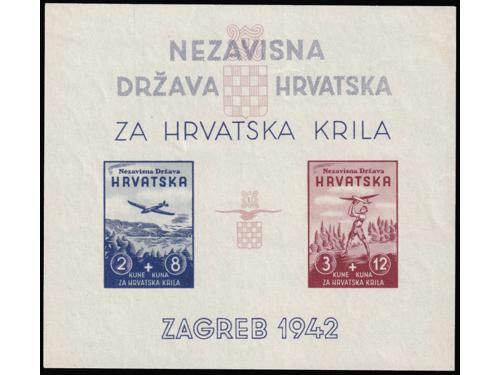 NEZAVISNA
DRŽAVA HRVATSKA
ZA HRVATSKA KRILA
Nezavisna Država
HRVATSKA
2 + 8
KUNE KUNA
ZA HRVATSKA KRILA
Nezavisna Država
HRVATSKA
3 + 12
KUNE KUNA
ZA HRVATSKA KRILA
ZAGREB 1942